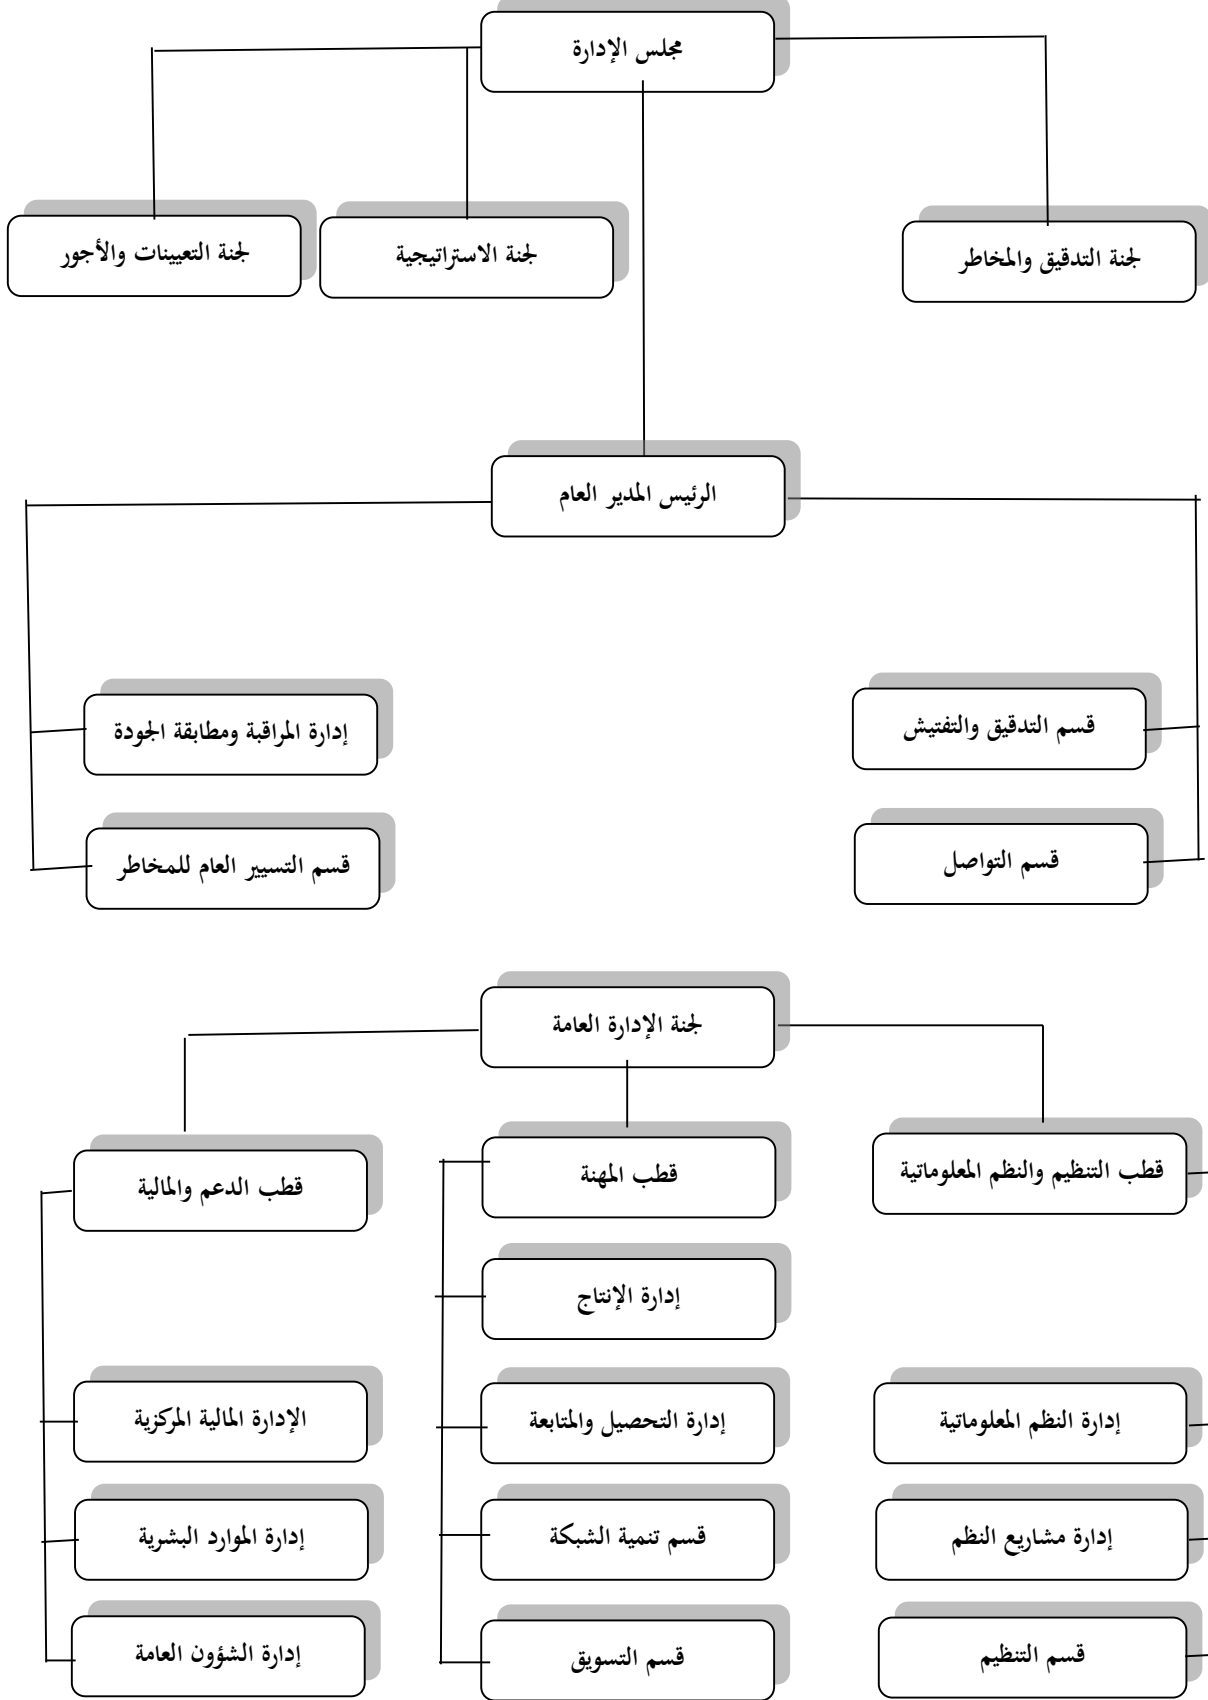 مجلس الإدارة
لجنة التدقيق والمخاطر
لجنة الاستراتيجية
لجنة التعيينات والأجور
الرئيس المدير العام
قسم التدقيق والتفتيش
إدارة المراقبة ومطابقة الجودة
قسم التواصل
قسم التسيير العام للمخاطر
لجنة الإدارة العامة
قطب التنظيم والنظم المعلوماتية
قطب المهنة
قطب الدعم والمالية
إدارة الإنتاج
إدارة النظم المعلوماتية
إدارة التحصيل والمتابعة
الإدارة المالية المركزية
إدارة مشاريع النظم
قسم تنمية الشبكة
إدارة الموارد البشرية
قسم التنظيم
قسم التسويق
إدارة الشؤون العامة